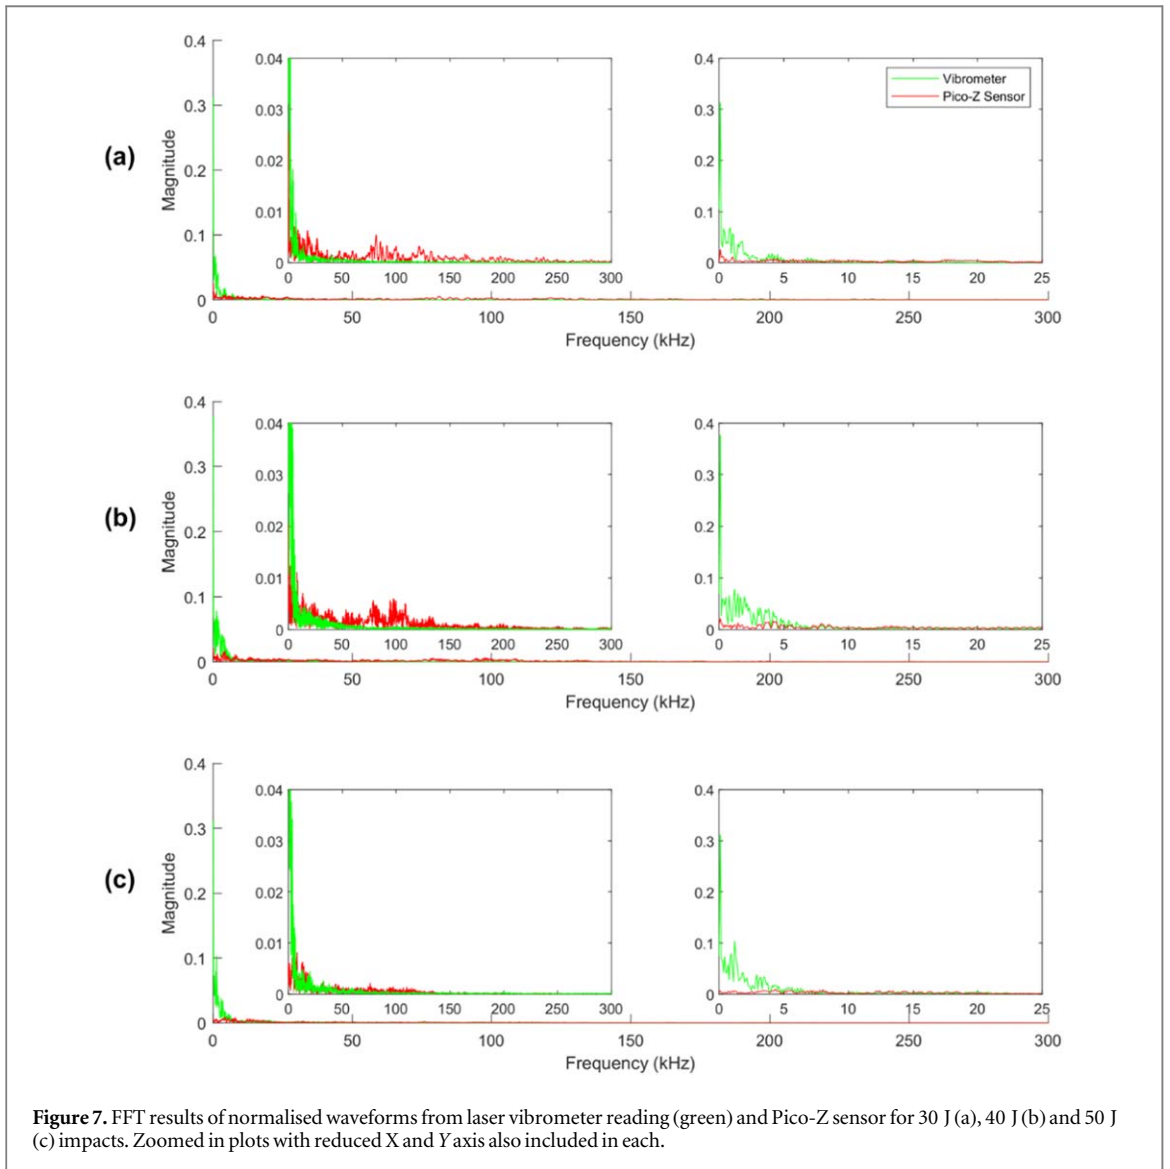 (a)
Magnitude
0.4
0.3
0.2
0.1
0
0 50 100 150 200 250 300
Frequency (kHz)
0.04
0.03
0.02
0.01
0
0 50 100 150 200 250 300
0.4
0.3
0.2
0.1
0
0 5 10 15 20 25
Vibrometer
Pico-Z Sensor
(b)
Magnitude
0.4
0.3
0.2
0.1
0
0 50 100 150 200 250 300
Frequency (kHz)
0.04
0.03
0.02
0.01
0
0 50 100 150 200 250 300
0.4
0.3
0.2
0.1
0
0 5 10 15 20 25
(c)
Magnitude
0.4
0.3
0.2
0.1
0
0 50 100 150 200 250 300
Frequency (kHz)
0.04
0.03
0.02
0.01
0
0 50 100 150 200 250 300
0.4
0.3
0.2
0.1
0
0 5 10 15 20 25
Figure 7. FFT results of normalised waveforms from laser vibrometer reading (green) and Pico-Z sensor for 30 J (a), 40 J (b) and 50 J
(c) impacts. Zoomed in plots with reduced X and Y axis also included in each.